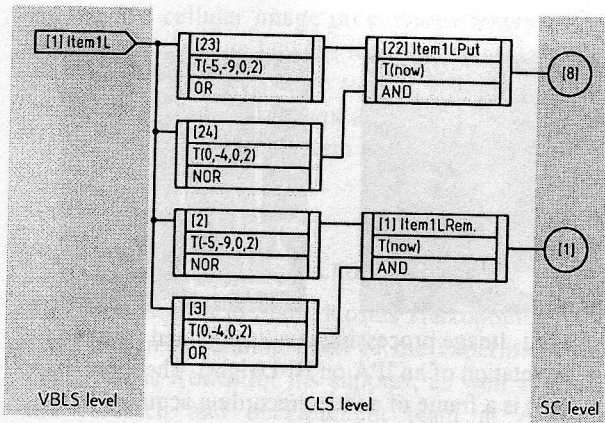 [1] Item1L
[23]
T(-5,-9,0,2)
OR
[22] Item1LPut
T(now)
AND
[8]
[24]
T(0,-4,0,2)
NOR
[2]
T(-5,-9,0,2)
NOR
[1] Item1LRem.
T(now)
AND
[1]
[3]
T(0,-4,0,2)
OR
VBLS level
CLS level
SC level